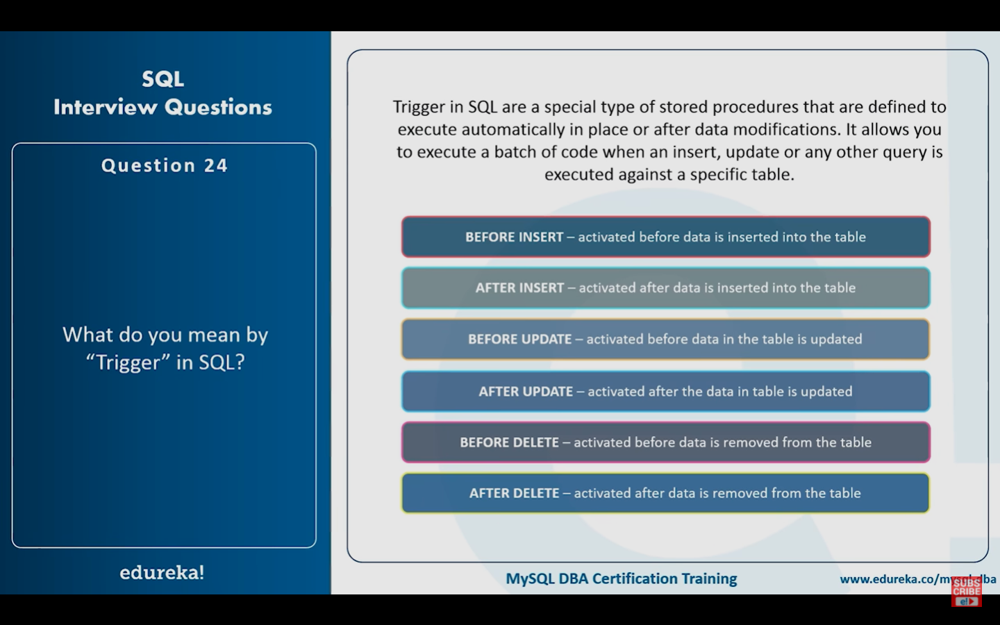 SQL
Interview Questions
Question 24
What do you mean by
“Trigger” in SQL?
edureka!
Trigger in SQL are a special type of stored procedures that are defined to
execute automatically in place or after data modifications. It allows you
to execute a batch of code when an insert, update or any other query is
executed against a specific table.
BEFORE INSERT – activated before data is inserted into the table
AFTER INSERT – activated after data is inserted into the table
BEFORE UPDATE – activated before data in the table is updated
AFTER UPDATE – activated after the data in table is updated
BEFORE DELETE – activated before data is removed from the table
AFTER DELETE – activated after data is removed from the table
MySQL DBA Certification Training
www.edureka.co/mysql-dba
SUBS
CRIBE
e!